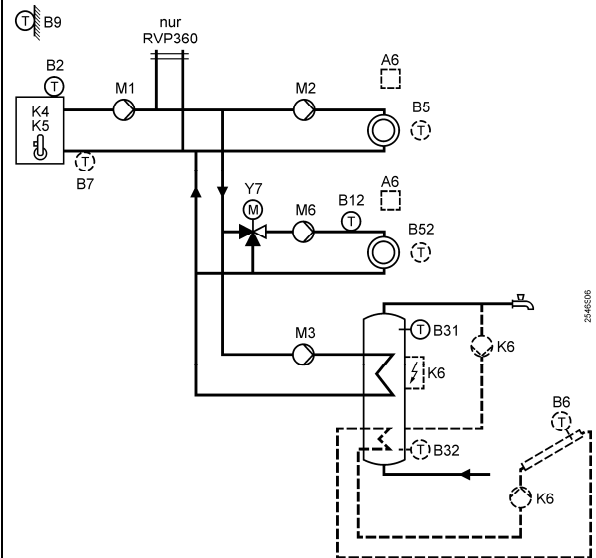 T B9
nur
RVP360
B2
T
M1
M2
A6
K4
K5
B5
T
T
B7
A6
Y7
M
M6
B12
T
B52
T
M3
T B31
K6
K6
2546S06
B6
T
T B32
K6